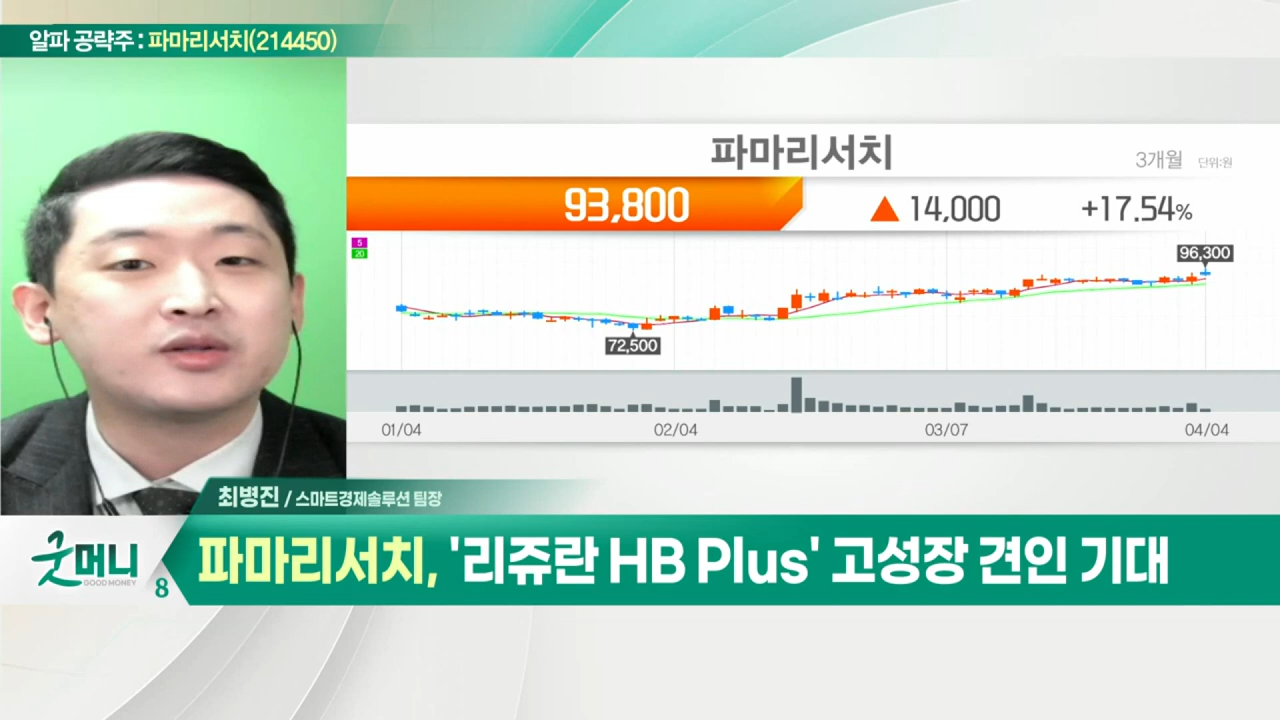 알파 공략주 : 파마리서치(214450)
파마리서치
3개월 단위:원
93,800 ▲ 14,000 +17.54%
5
20
96,300
72,500
01/04 02/04 03/07 04/04
최병진 / 스마트경제솔루션 팀장
굿머니
GOOD MONEY
8
파마리서치, '리쥬란 HB Plus' 고성장 견인 기대